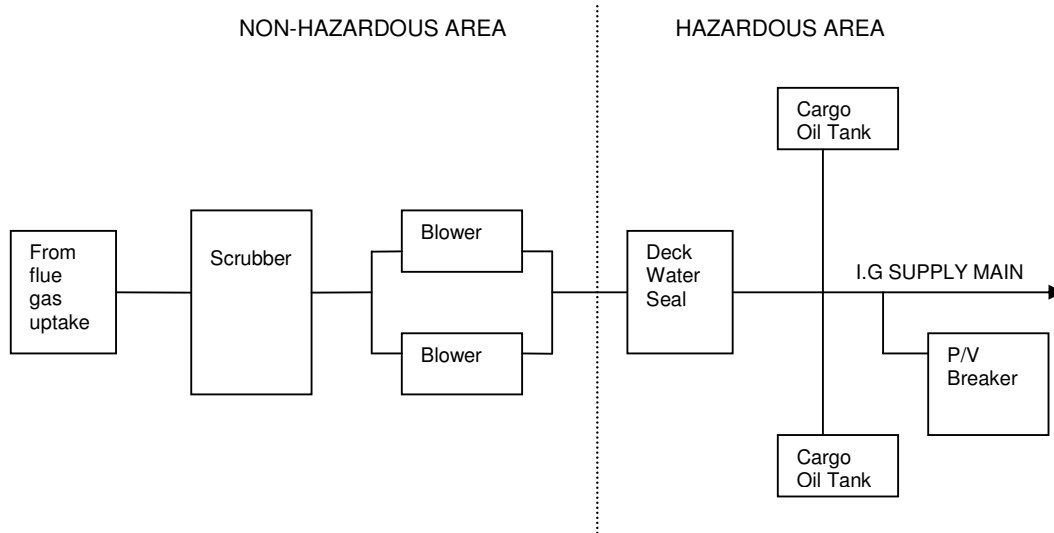 NON-HAZARDOUS AREA
HAZARDOUS AREA
Cargo
Oil Tank
From
flue
gas
uptake
Scrubber
Blower
Blower
Deck
Water
Seal
I.G SUPPLY MAIN
P/V
Breaker
Cargo
Oil Tank